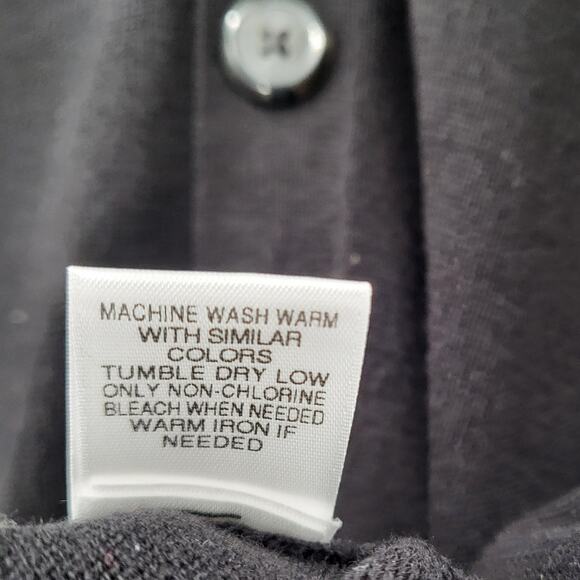 MACHINE WASH WARM
WITH SIMILAR
COLORS
TUMBLE DRY LOW
ONLY NON-CHLORINE
BLEACH WHEN NEEDED
WARM IRON IF
NEEDED